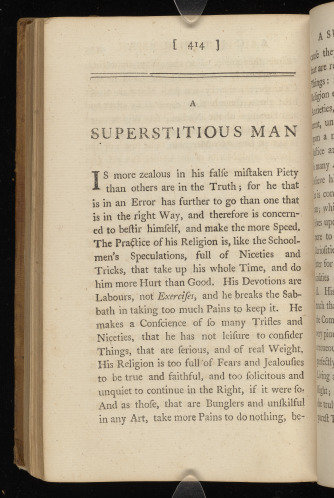 [ 414 ]
A
SUPERSTITIOUS MAN
IS more zealous in his falſe miſtaken Piety
than others are in the Truth; for he that
is in an Error has further to go than one that
is in the right Way, and therefore is concern-
ed to beſtir himſelf, and make the more Speed.
The Practice of his Religion is, like the School-
men's Speculations, full of Niceties and
Tricks, that take up his whole Time, and do
him more Hurt than Good. His Devotions are
Labours, not Exerciſes, and he breaks the Sab-
bath in taking too much Pains to keep it. He
makes a Conſcience of ſo many Trifles and
Niceties, that he has not leiſure to conſider
Things, that are ſerious, and of real Weight.
His Religion is too full of Fears and Jealouſies
to be true and faithful, and too ſolicitous and
unquiet to continue in the Right, if it were ſo.
And as thoſe, that are Bunglers and unſkilful
in any Art, take more Pains to do nothing, be-